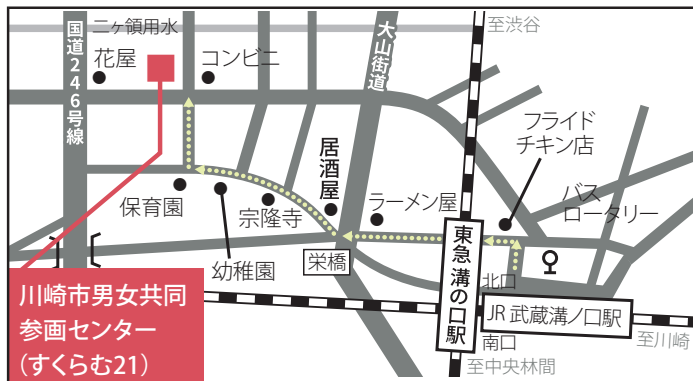 二ヶ領用水
国道246号線
花屋
コンビニ
大山街道
至渋谷
フライド
チキン店
居酒屋
ラーメン屋
バス
ロータリー
保育園
宗隆寺
幼稚園
栄橋
東急 溝の口駅
北口
JR 武蔵溝ノ口駅
南口
至川崎
至中央林間
川崎市男女共同
参画センター
(すくらむ21)